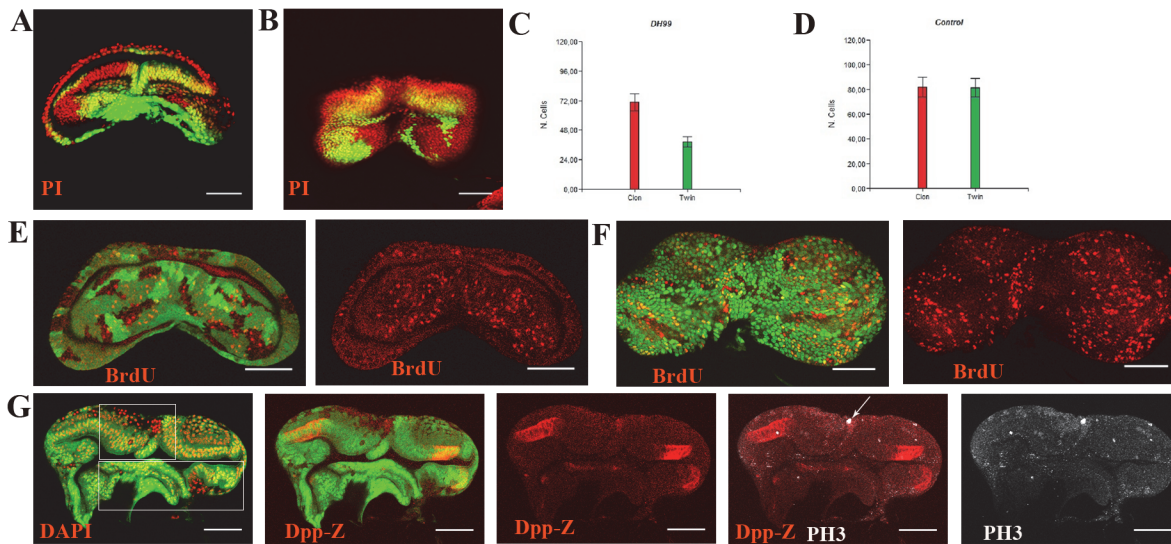 A
PI
B
PI
C
DH99
120,00
96,00
72,00
48,00
24,00
0,00
N. Cells
Clon
Twin
D
Control
120,00
100,00
80,00
60,00
40,00
20,00
0,00
N. Cells
Clon
Twin
E
BrdU
BrdU
F
BrdU
BrdU
G
DAPI
Dpp-Z
Dpp-Z
Dpp-Z PH3
PH3